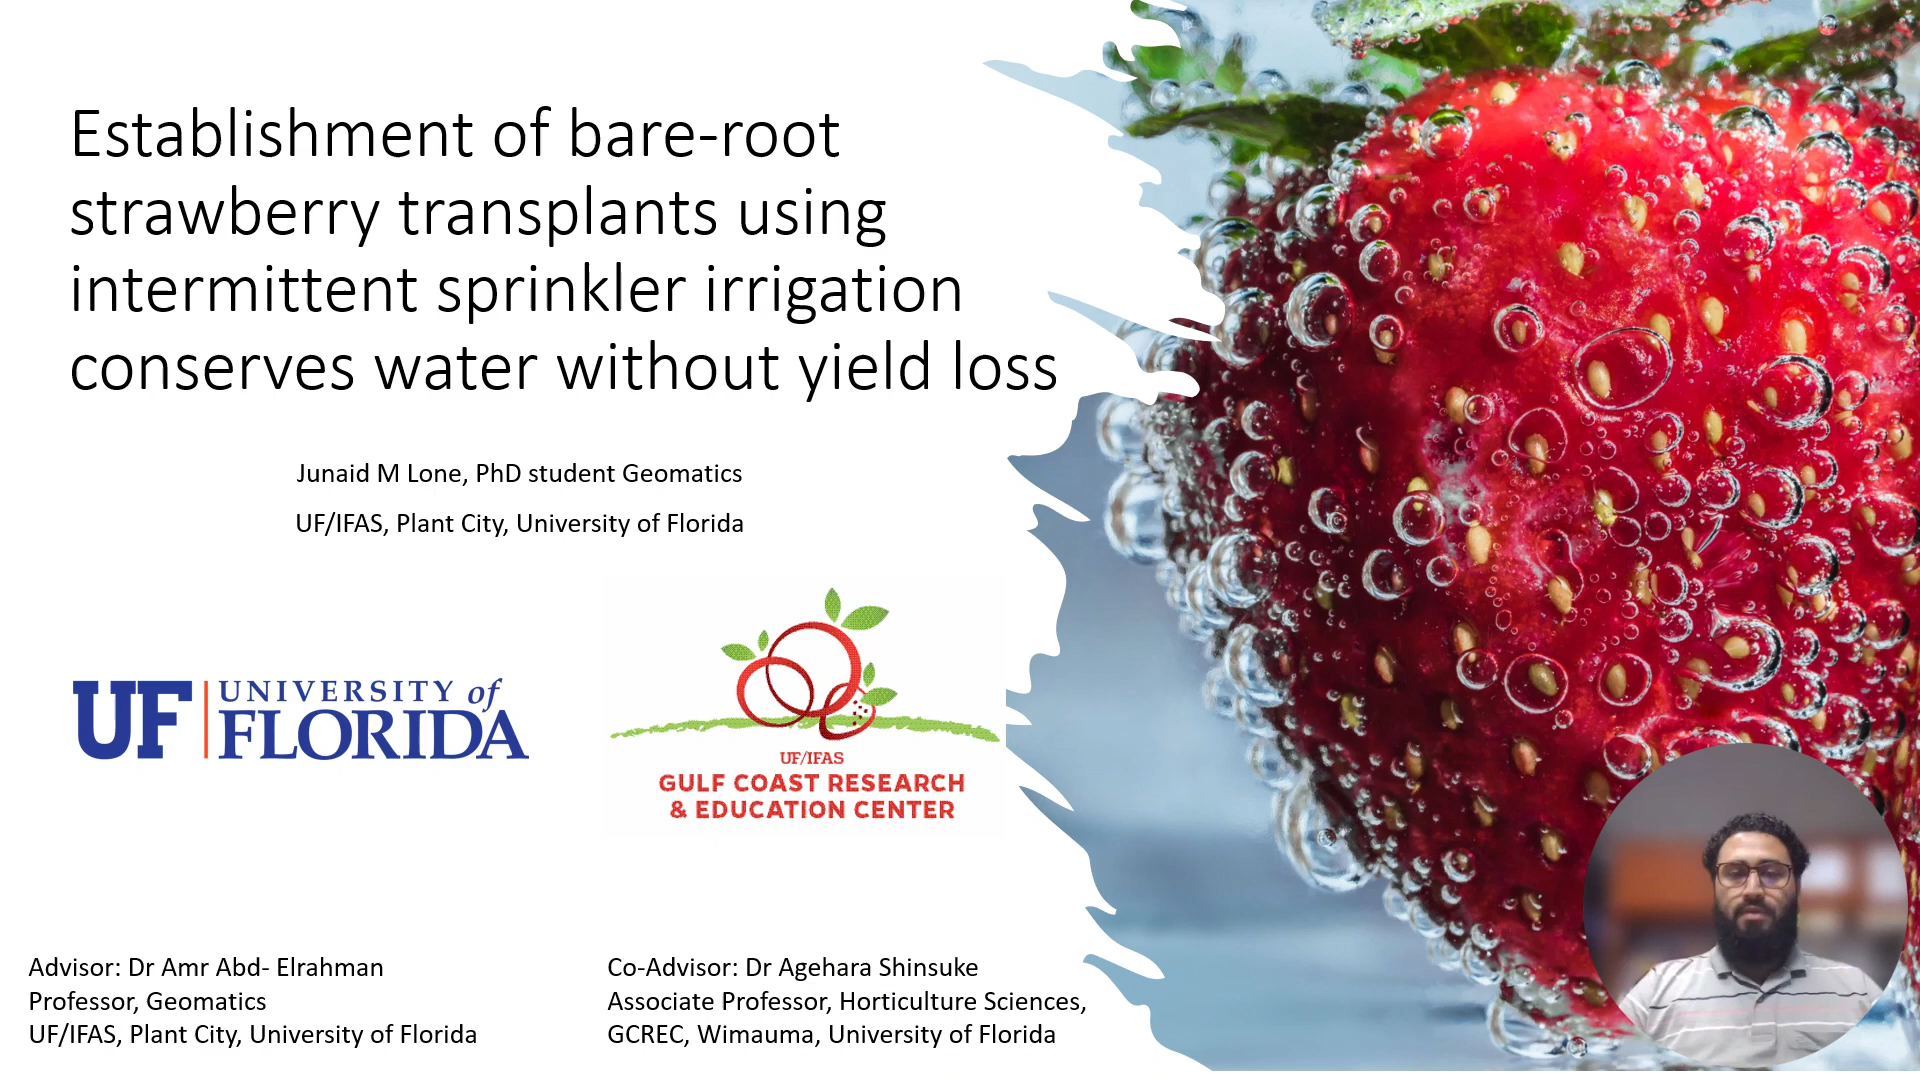 Establishment of bare-root
strawberry transplants using
intermittent sprinkler irrigation
conserves water without yield loss
Junaid M Lone, PhD student Geomatics
UF/IFAS, Plant City, University of Florida
UF UNIVERSITY of
FLORIDA
UF/IFAS
GULF COAST RESEARCH
& EDUCATION CENTER
Advisor: Dr Amr Abd- Elrahman
Professor, Geomatics
UF/IFAS, Plant City, University of Florida
Co-Advisor: Dr Agehara Shinsuke
Associate Professor, Horticulture Sciences,
GCREC, Wimauma, University of Florida